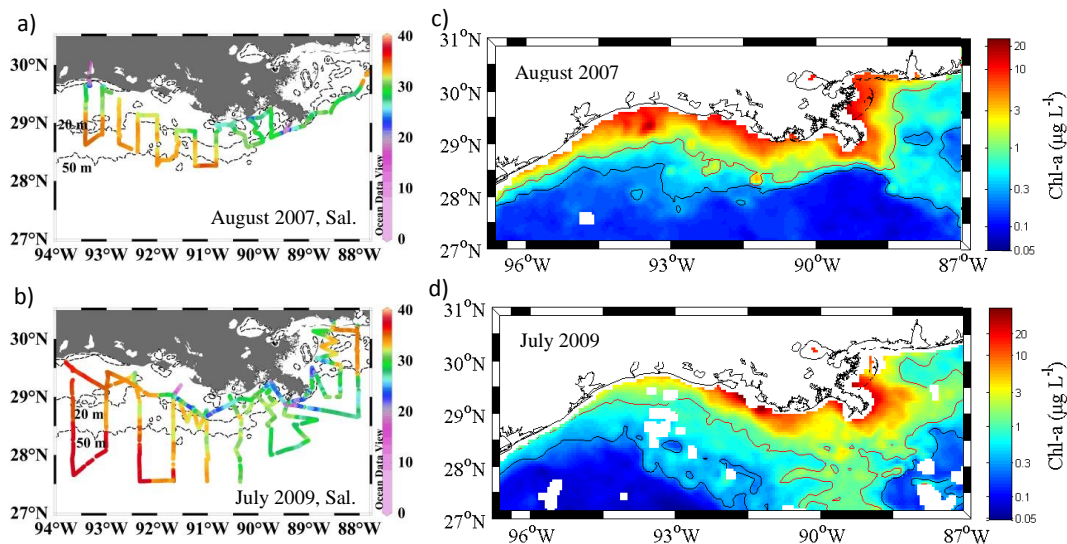 a)
30°N
29°N
28°N
27°N
20 m
50 m
August 2007, Sal.
94°W 93°W 92°W 91°W 90°W 89°W 88°W
40
30
20
10
0
Ocean Data View
b)
30°N
29°N
28°N
27°N
20 m
50 m
July 2009, Sal.
94°W 93°W 92°W 91°W 90°W 89°W 88°W
40
30
20
10
0
Ocean Data View
c)
31°N
30°N
29°N
28°N
27°N
August 2007
96°W 93°W 90°W 87°W
20
10
3
1
0.3
0.1
0.05
Chl-a (µg L-1)
d)
31°N
30°N
29°N
28°N
27°N
July 2009
96°W 93°W 90°W 87°W
20
10
3
1
0.3
0.1
0.05
Chl-a (µg L-1)